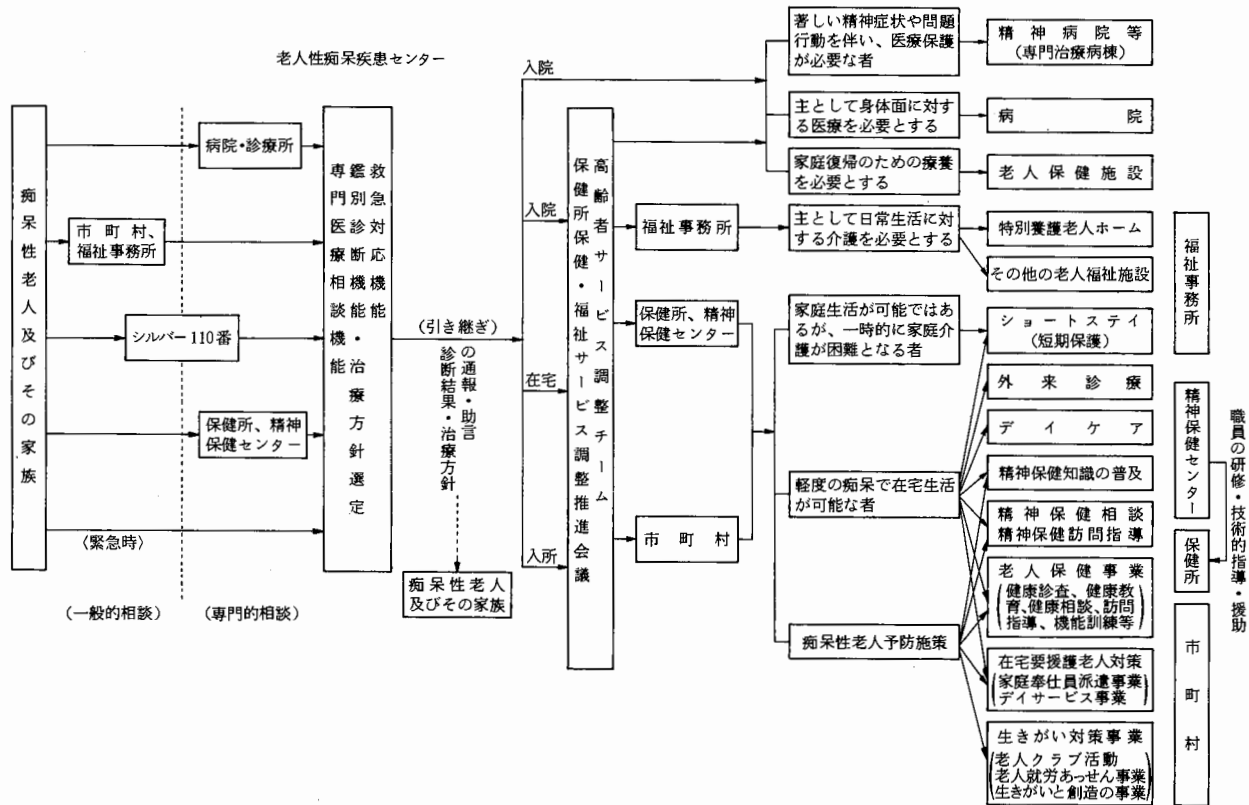 老人性痴呆疾患センター
痴呆性老人及びその家族
市町村、
福祉事務所
シルバー110番
病院・診療所
保健所、精神
保健センター
〈緊急時〉
(一般的相談)
(専門的相談)
救急対応機能
鑑別診断機能・治療方針選定
専門医療相談機能
(引き継ぎ)
診断結果・治療方針
の通報・助言
痴呆性老人
及びその家族
入院
入院
在宅
入所
高齢者サービス調整チーム
保健所保健・福祉サービス調整推進会議
福祉事務所
保健所、精神
保健センター
市町村
著しい精神症状や問題
行動を伴い、医療保護
が必要な者
主として身体面に対す
る医療を必要とする
家庭復帰のための療養
を必要とする
主として日常生活に対
する介護を必要とする
家庭生活が可能ではあ
るが、一時的に家庭介
護が困難となる者
軽度の痴呆で在宅生活
が可能な者
痴呆性老人予防施策
精神病院等
(専門治療病棟)
病院
老人保健施設
特別養護老人ホーム
その他の老人福祉施設
ショートステイ
(短期保護)
外来診療
デイケア
精神保健知識の普及
精神保健相談
精神保健訪問指導
老人保健事業
(健康診査、健康教
育、健康相談、訪問
指導、機能訓練等)
在宅要援護老人対策
(家庭奉仕員派遣事業
デイサービス事業)
生きがい対策事業
(老人クラブ活動
老人就労あっせん事業
生きがいと創造の事業)
福祉事務所
精神保健センター
保健所
市町村
職員の研修・技術的指導・援助